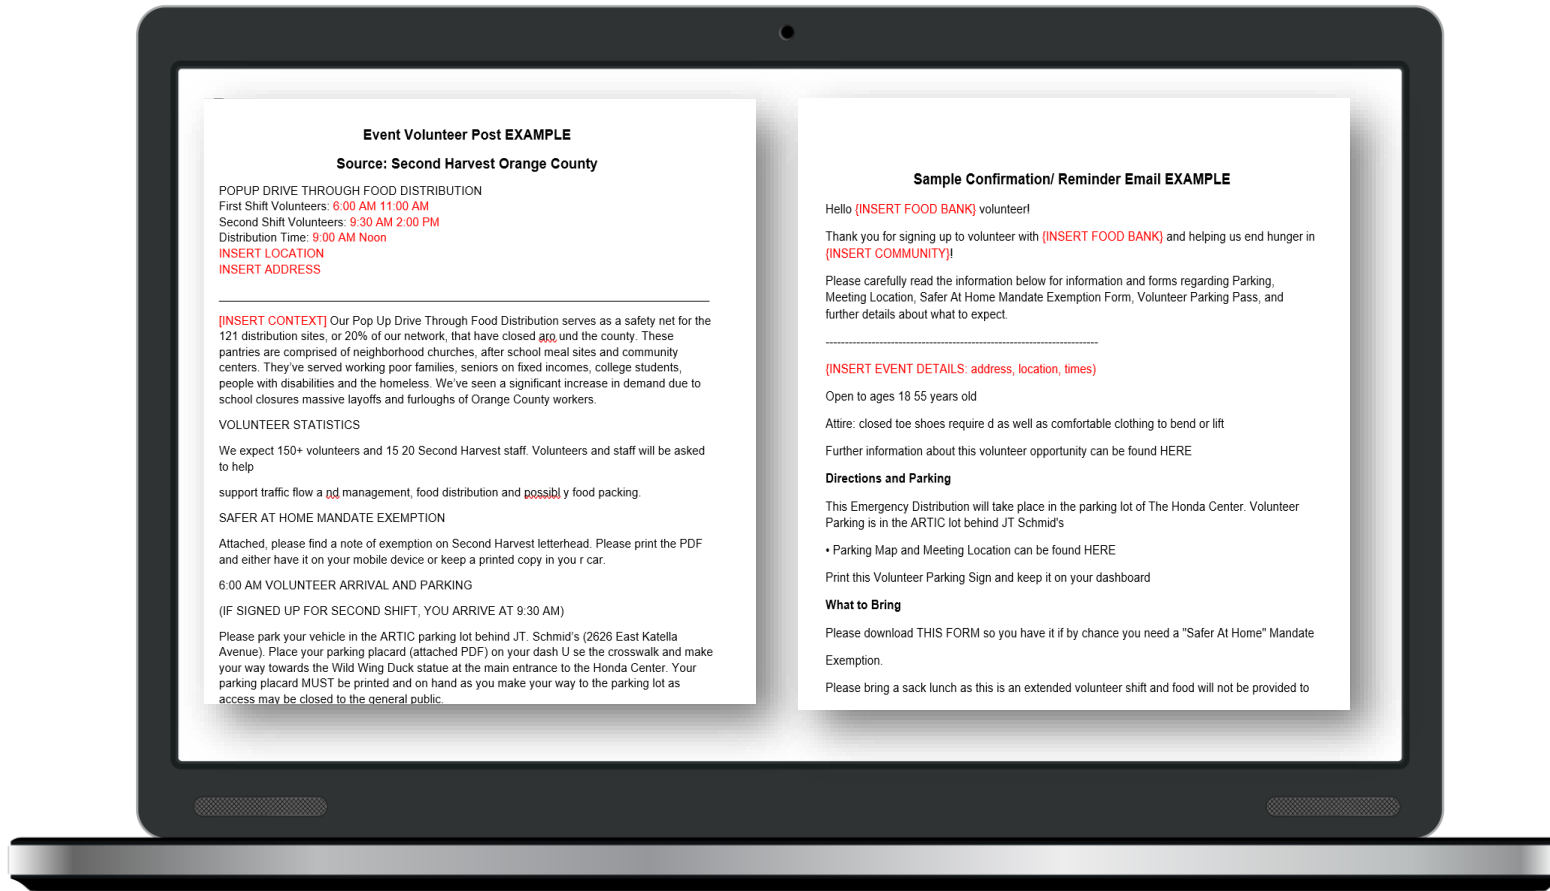 Event Volunteer Post EXAMPLE
Source: Second Harvest Orange County
POPUP DRIVE THROUGH FOOD DISTRIBUTION
First Shift Volunteers: 6:00 AM 11:00 AM
Second Shift Volunteers: 9:30 AM 2:00 PM
Distribution Time: 9:00 AM Noon
INSERT LOCATION
INSERT ADDRESS
[INSERT CONTEXT] Our Pop Up Drive Through Food Distribution serves as a safety net for the
121 distribution sites, or 20% of our network, that have closed aro und the county. These
pantries are comprised of neighborhood churches, after school meal sites and community
centers. They've served working poor families, seniors on fixed incomes, college students,
people with disabilities and the homeless. We've seen a significant increase in demand due to
school closures massive layoffs and furloughs of Orange County workers.
VOLUNTEER STATISTICS
We expect 150+ volunteers and 15 20 Second Harvest staff. Volunteers and staff will be asked
to help
support traffic flow a nd management, food distribution and possibl y food packing.
SAFER AT HOME MANDATE EXEMPTION
Attached, please find a note of exemption on Second Harvest letterhead. Please print the PDF
and either have it on your mobile device or keep a printed copy in you r car.
6:00 AM VOLUNTEER ARRIVAL AND PARKING
(IF SIGNED UP FOR SECOND SHIFT, YOU ARRIVE AT 9:30 AM)
Please park your vehicle in the ARTIC parking lot behind JT. Schmid's (2626 East Katella
Avenue). Place your parking placard (attached PDF) on your dash U se the crosswalk and make
your way towards the Wild Wing Duck statue at the main entrance to the Honda Center. Your
parking placard MUST be printed and on hand as you make your way to the parking lot as
access may be closed to the general public.
Sample Confirmation/ Reminder Email EXAMPLE
Hello {INSERT FOOD BANK} volunteer!
Thank you for signing up to volunteer with {INSERT FOOD BANK} and helping us end hunger in
{INSERT COMMUNITY}!
Please carefully read the information below for information and forms regarding Parking,
Meeting Location, Safer At Home Mandate Exemption Form, Volunteer Parking Pass, and
further details about what to expect.
----------------------------------------------------------------------
{INSERT EVENT DETAILS: address, location, times)
Open to ages 18 55 years old
Attire: closed toe shoes require d as well as comfortable clothing to bend or lift
Further information about this volunteer opportunity can be found HERE
Directions and Parking
This Emergency Distribution will take place in the parking lot of The Honda Center. Volunteer
Parking is in the ARTIC lot behind JT Schmid's
• Parking Map and Meeting Location can be found HERE
Print this Volunteer Parking Sign and keep it on your dashboard
What to Bring
Please download THIS FORM so you have it if by chance you need a "Safer At Home" Mandate
Exemption.
Please bring a sack lunch as this is an extended volunteer shift and food will not be provided to